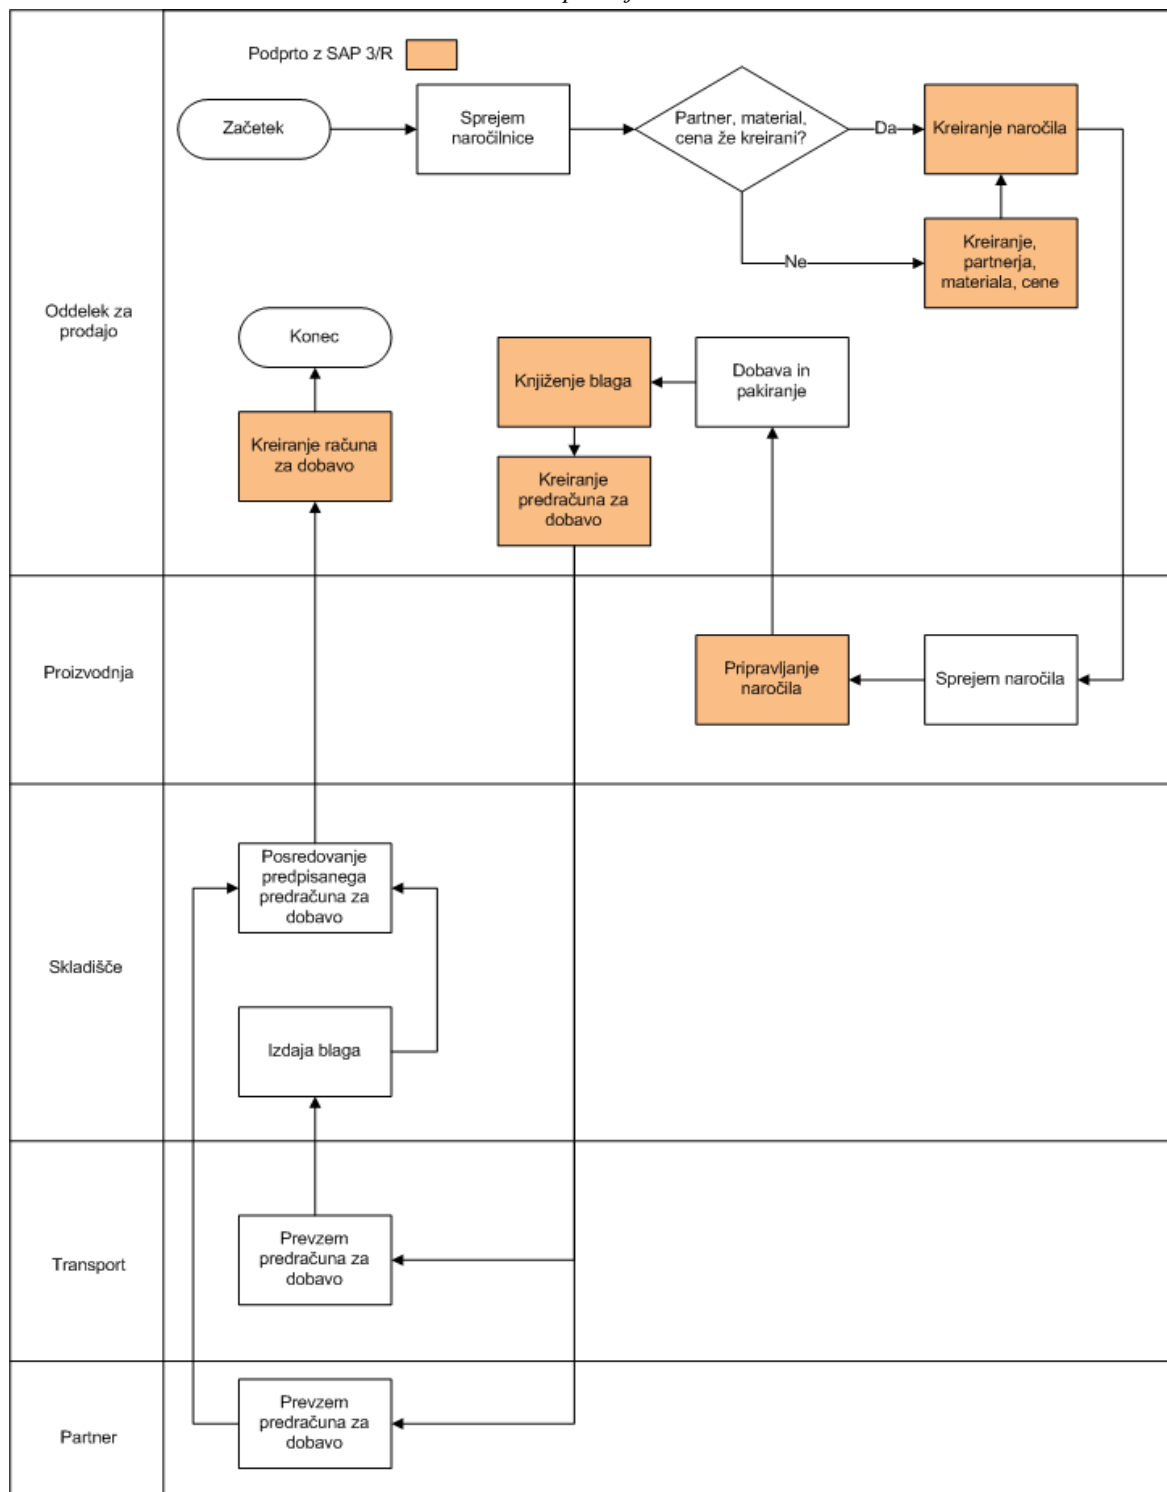 Podprto z SAP 3/R
Začetek
Sprejem
naročilnice
Partner, material,
cena že kreirani?
Da
Kreiranje naročila
Ne
Kreiranje,
partnerja,
materiala, cene
Oddelek za
prodajo
Konec
Knjiženje blaga
Dobava in
pakiranje
Kreiranje računa
za dobavo
Kreiranje
predračuna za
dobavo
Proizvodnja
Pripravljanje
naročila
Sprejem naročila
Skladišče
Posredovanje
predpisanega
predračuna za
dobavo
Izdaja blaga
Transport
Prevzem
predračuna za
dobavo
Partner
Prevzem
predračuna za
dobavo